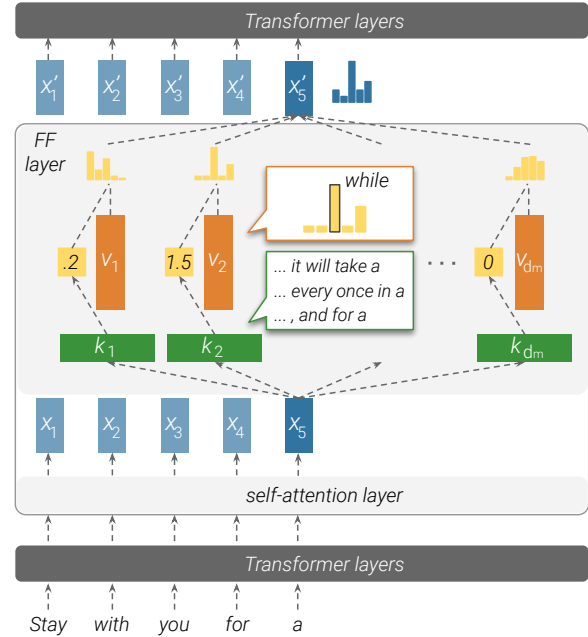 Transformer layers
x′1 x′2 x′3 x′4 x′5
FF
layer
while
.2 v1 1.5 v2 0 vdm
... it will take a
... every once in a
... , and for a
. . .
k1 k2 kdm
x1 x2 x3 x4 x5
self-attention layer
Transformer layers
Stay with you for a